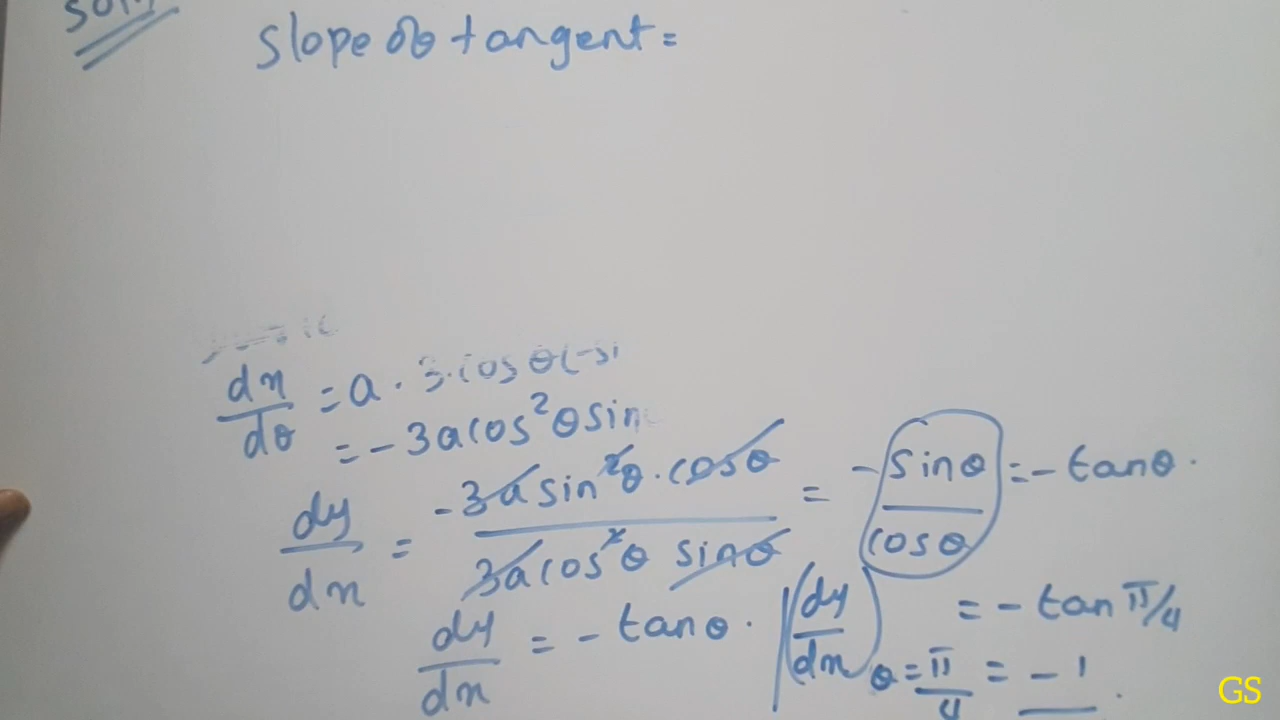 Soln
Slope of tangent =
dx/dθ = a · 3 · cos θ(-si
= - 3a cos²θ sin
dy/dx = -3a sin²θ · cos θ / 3a cos²θ sin θ = - sin θ / cos θ = - tan θ ·
dy/dx = - tan θ · (dy/dx) θ = π/4 = - tan π/4
= - 1 ·
GS